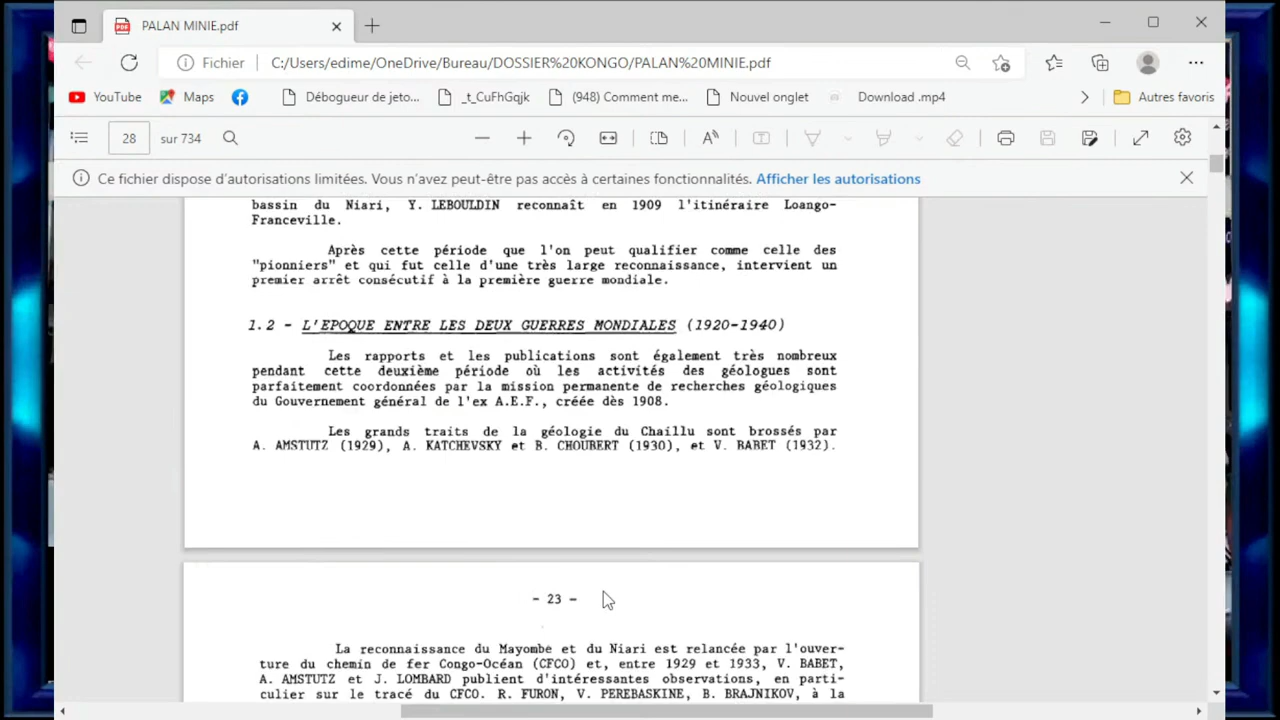 PALAN MINIE.pdf
Fichier C:/Users/edime/OneDrive/Bureau/DOSSIER%20KONGO/PALAN%20MINIE.pdf
YouTube Maps Débogueur de jeto... _t_CuFhGqjk (948) Comment me... Nouvel onglet Download .mp4 Autres favoris
28 sur 734
Ce fichier dispose d'autorisations limitées. Vous n'avez peut-être pas accès à certaines fonctionnalités. Afficher les autorisations
bassin du Niari, Y. LEBOULDIN reconnaît en 1909 l'itinéraire Loango-
Franceville.
Après cette période que l'on peut qualifier comme celle des
"pionniers" et qui fut celle d'une très large reconnaissance, intervient un
premier arrêt consécutif à la première guerre mondiale.
1.2 - L'EPOQUE ENTRE LES DEUX GUERRES MONDIALES (1920-1940)
Les rapports et les publications sont également très nombreux
pendant cette deuxième période où les activités des géologues sont
parfaitement coordonnées par la mission permanente de recherches géologiques
du Gouvernement général de l'ex A.E.F., créée dès 1908.
Les grands traits de la géologie du Chaillu sont brossés par
A. AMSTUTZ (1929), A. KATCHEVSKY et B. CHOUBERT (1930), et V. BABET (1932).
- 23 -
La reconnaissance du Mayombe et du Niari est relancée par l'ouver-
ture du chemin de fer Congo-Océan (CFCO) et, entre 1929 et 1933, V. BABET,
A. AMSTUTZ et J. LOMBARD publient d'intéressantes observations, en parti-
culier sur le tracé du CFCO. R. FURON, V. PEREBASKINE, B. BRAJNIKOV, à la